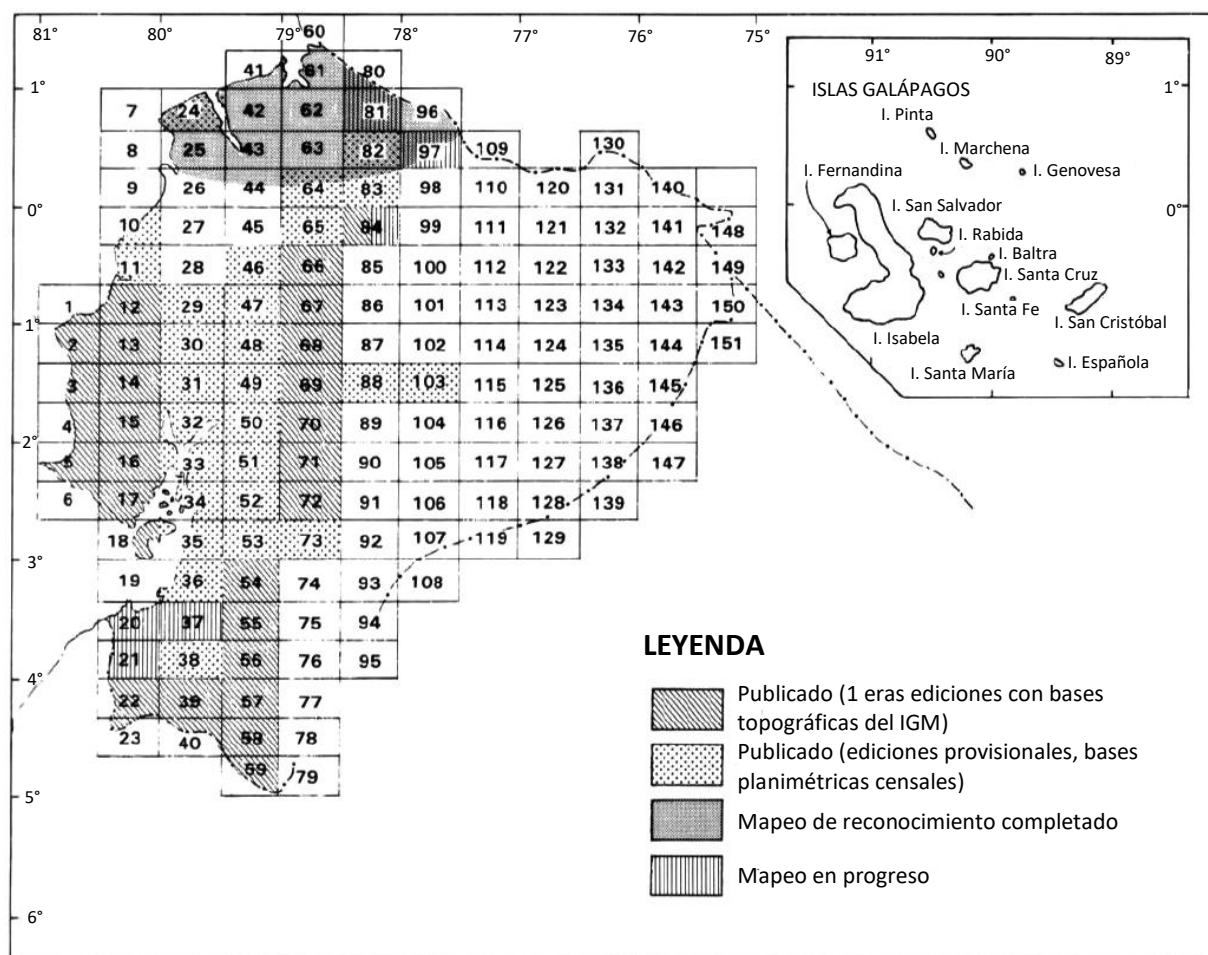 81° 80° 79° 60 78° 77° 76° 75°
41 61 80
1°
7 24 42 62 81 96
8 25 43 63 82 97 109 130
9 26 44 64 83 98 110 120 131 140
0°
10 27 45 65 84 99 111 121 132 141 148
11 28 46 66 85 100 112 122 133 142 149
1 12 29 47 67 86 101 113 123 134 143 150
1°
2 13 30 48 68 87 102 114 124 135 144 151
3 14 31 49 69 88 103 115 125 136 145
4 15 32 50 70 89 104 116 126 137 146
2°
5 16 33 51 71 90 105 117 127 138 147
6 17 34 52 72 91 106 118 128 139
18 35 53 73 92 107 119 129
3°
19 36 54 74 93 108
20 37 55 75 94
21 38 56 76 95
4°
22 39 57 77
23 40 58 78
59 79
5°
6°
91° 90° 89°
ISLAS GALÁPAGOS
I. Pinta
I. Marchena
I. Genovesa
I. Fernandina
I. San Salvador
0°
I. Rabida
I. Baltra
I. Santa Cruz
I. Santa Fe
I. San Cristóbal
I. Isabela
1°
I. Santa María
I. Española
LEYENDA
Publicado (1 eras ediciones con bases
topográficas del IGM)
Publicado (ediciones provisionales, bases
planimétricas censales)
Mapeo de reconocimiento completado
Mapeo en progreso